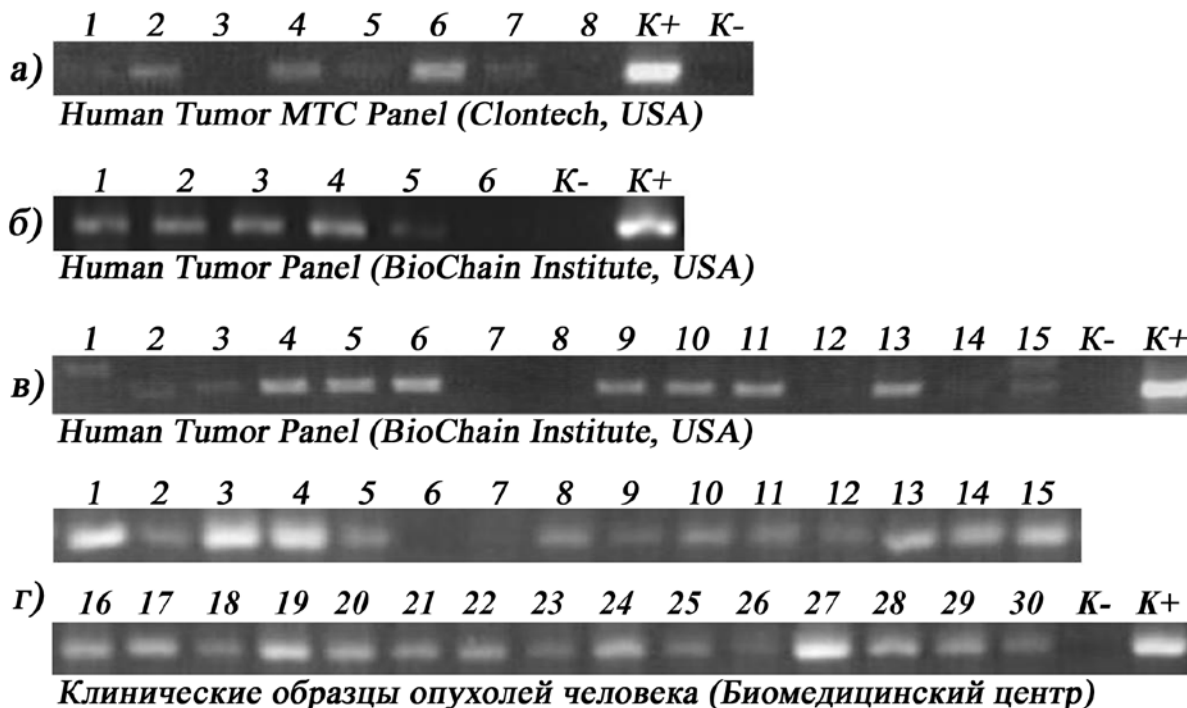 1 2 3 4 5 6 7 8 К+ К-
а)
Human Tumor MTC Panel (Clontech, USA)
1 2 3 4 5 6 К- К+
б)
Human Tumor Panel (BioChain Institute, USA)
1 2 3 4 5 6 7 8 9 10 11 12 13 14 15 К- К+
в)
Human Tumor Panel (BioChain Institute, USA)
1 2 3 4 5 6 7 8 9 10 11 12 13 14 15
г)
16 17 18 19 20 21 22 23 24 25 26 27 28 29 30 К- К+
Клинические образцы опухолей человека (Биомедицинский центр)